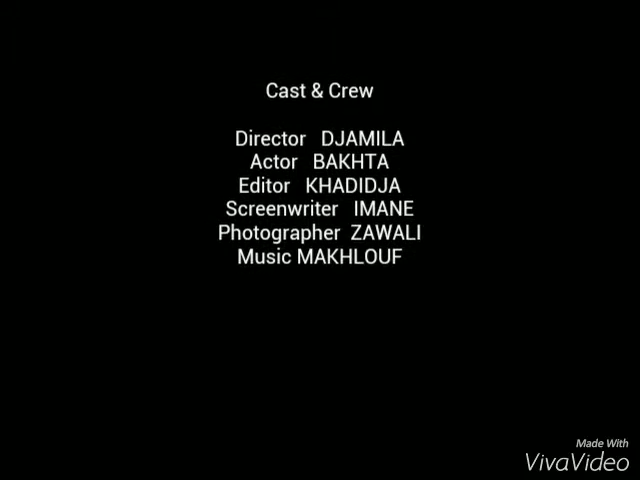 Cast & Crew
Director DJAMILA
Actor BAKHTA
Editor KHADIDJA
Screenwriter IMANE
Photographer ZAWALI
Music MAKHLOUF
Made With
VivaVideo